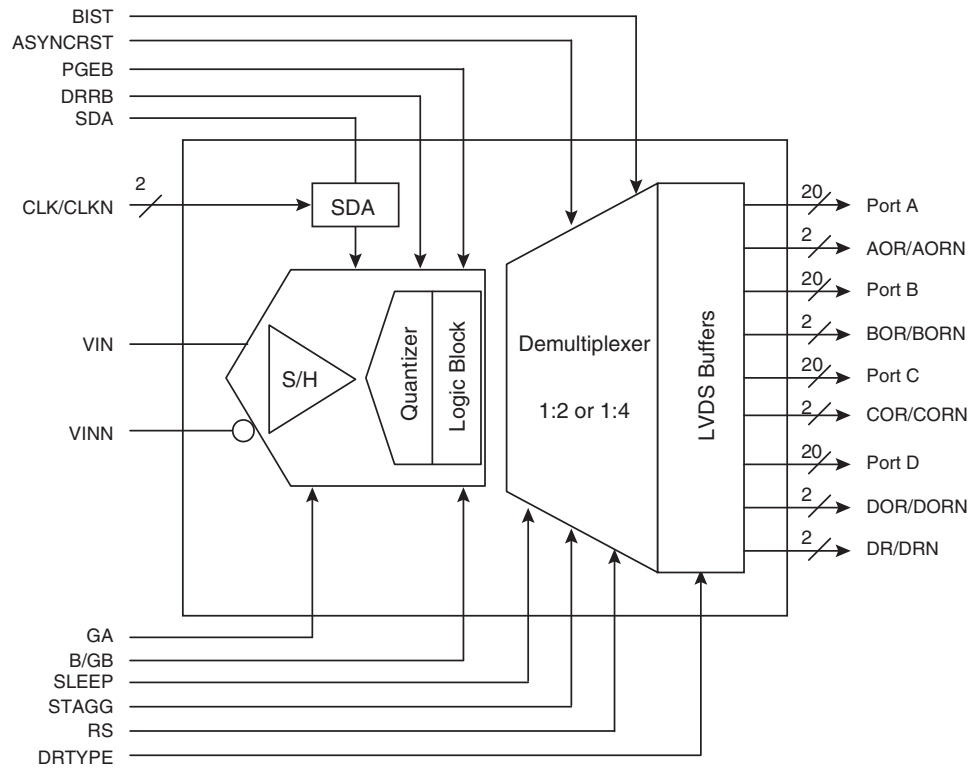 BIST
ASYNCRST
PGEB
DRRB
SDA
CLK/CLKN
2
SDA
VIN
VINN
S/H
Quantizer
Logic Block
Demultiplexer
1:2 or 1:4
LVDS Buffers
20
Port A
2
AOR/AORN
20
Port B
2
BOR/BORN
20
Port C
2
COR/CORN
20
Port D
2
DOR/DORN
2
DR/DRN
GA
B/GB
SLEEP
STAGG
RS
DRTYPE